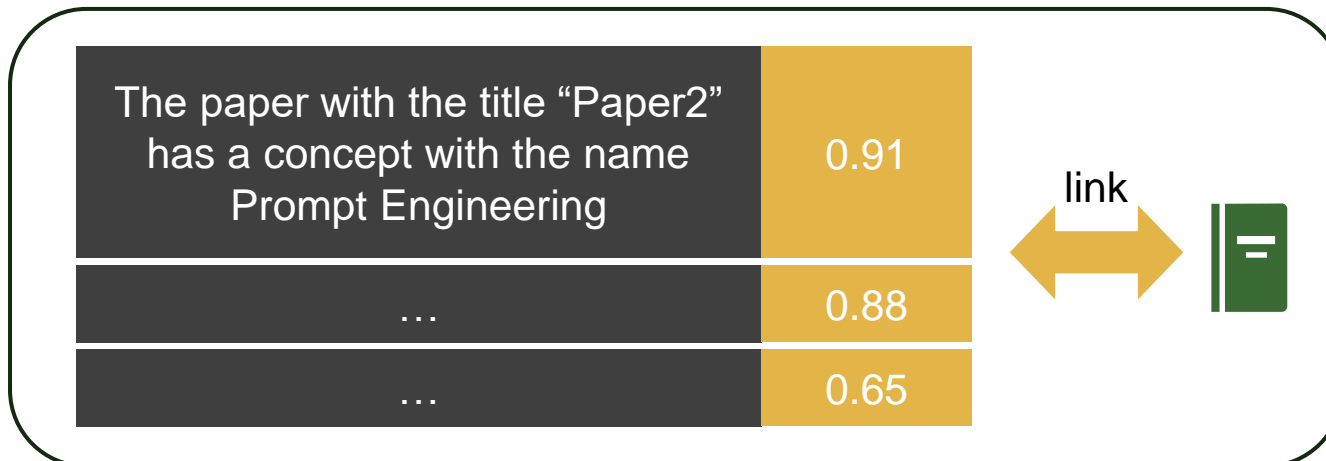 The paper with the title “Paper2”
has a concept with the name
Prompt Engineering
0.91
link
…
0.88
…
0.65